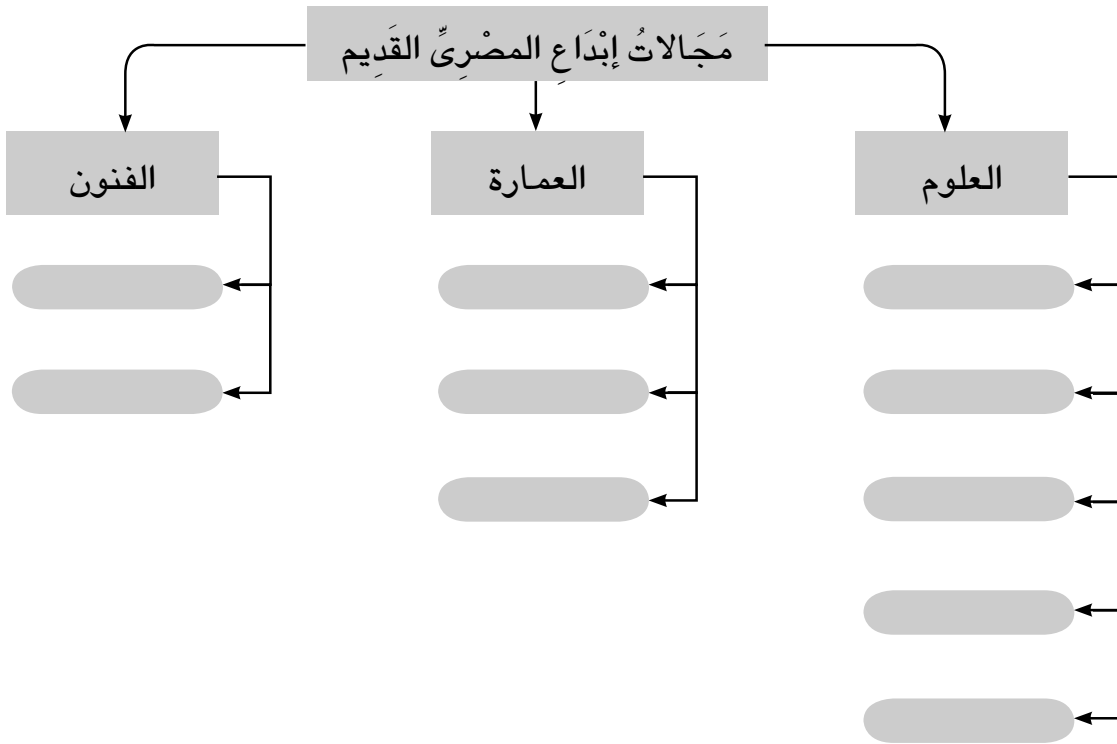 مَجَالاتُ إبْدَاعِ المصْرِىِّ القَدِيم
العلوم
العمارة
الفنون